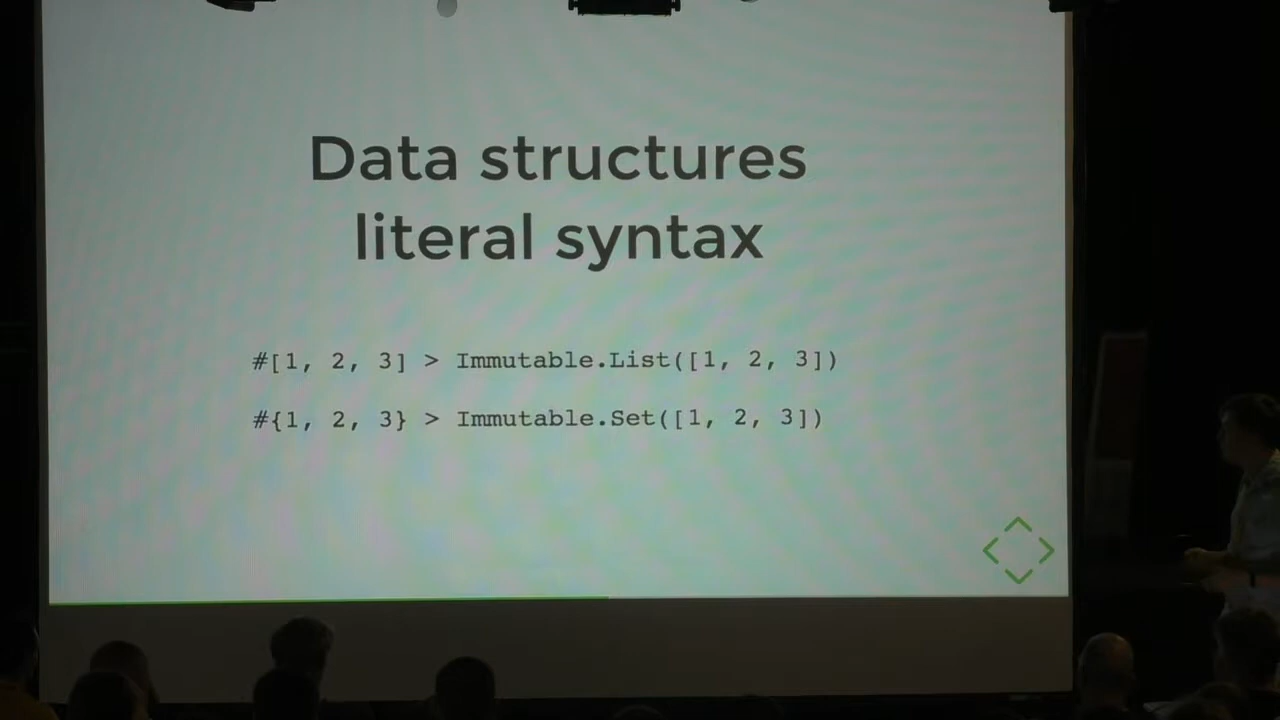 Data structures
literal syntax
#[1, 2, 3] > Immutable.List([1, 2, 3])
#{1, 2, 3} > Immutable.Set([1, 2, 3])